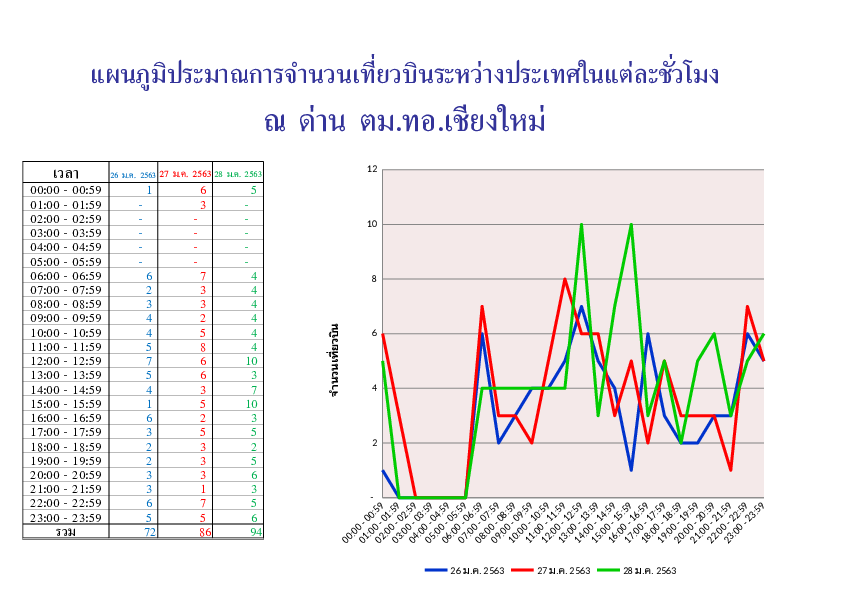 แผนภูมิประมาณการจำนวนเที่ยวบินระหว่างประเทศในแต่ละชั่วโมง
ณ ด่าน ตม.ทอ.เชียงใหม่
เวลา 26 ม.ค. 2563 27 ม.ค. 2563 28 ม.ค. 2563
00:00 - 00:59 1 6 5
01:00 - 01:59 - 3 -
02:00 - 02:59 - - -
03:00 - 03:59 - - -
04:00 - 04:59 - - -
05:00 - 05:59 - - -
06:00 - 06:59 6 7 4
07:00 - 07:59 2 3 4
08:00 - 08:59 3 3 4
09:00 - 09:59 4 2 4
10:00 - 10:59 4 5 4
11:00 - 11:59 5 8 4
12:00 - 12:59 7 6 10
13:00 - 13:59 5 6 3
14:00 - 14:59 4 3 7
15:00 - 15:59 1 5 10
16:00 - 16:59 6 2 3
17:00 - 17:59 3 5 5
18:00 - 18:59 2 3 2
19:00 - 19:59 2 3 5
20:00 - 20:59 3 3 6
21:00 - 21:59 3 1 3
22:00 - 22:59 6 7 5
23:00 - 23:59 5 5 6
รวม 72 86 94
จำนวนเที่ยวบิน
12
10
8
6
4
2
-
00:00 - 00:59
01:00 - 01:59
02:00 - 02:59
03:00 - 03:59
04:00 - 04:59
05:00 - 05:59
06:00 - 06:59
07:00 - 07:59
08:00 - 08:59
09:00 - 09:59
10:00 - 10:59
11:00 - 11:59
12:00 - 12:59
13:00 - 13:59
14:00 - 14:59
15:00 - 15:59
16:00 - 16:59
17:00 - 17:59
18:00 - 18:59
19:00 - 19:59
20:00 - 20:59
21:00 - 21:59
22:00 - 22:59
23:00 - 23:59
26 ม.ค. 2563 27 ม.ค. 2563 28 ม.ค. 2563